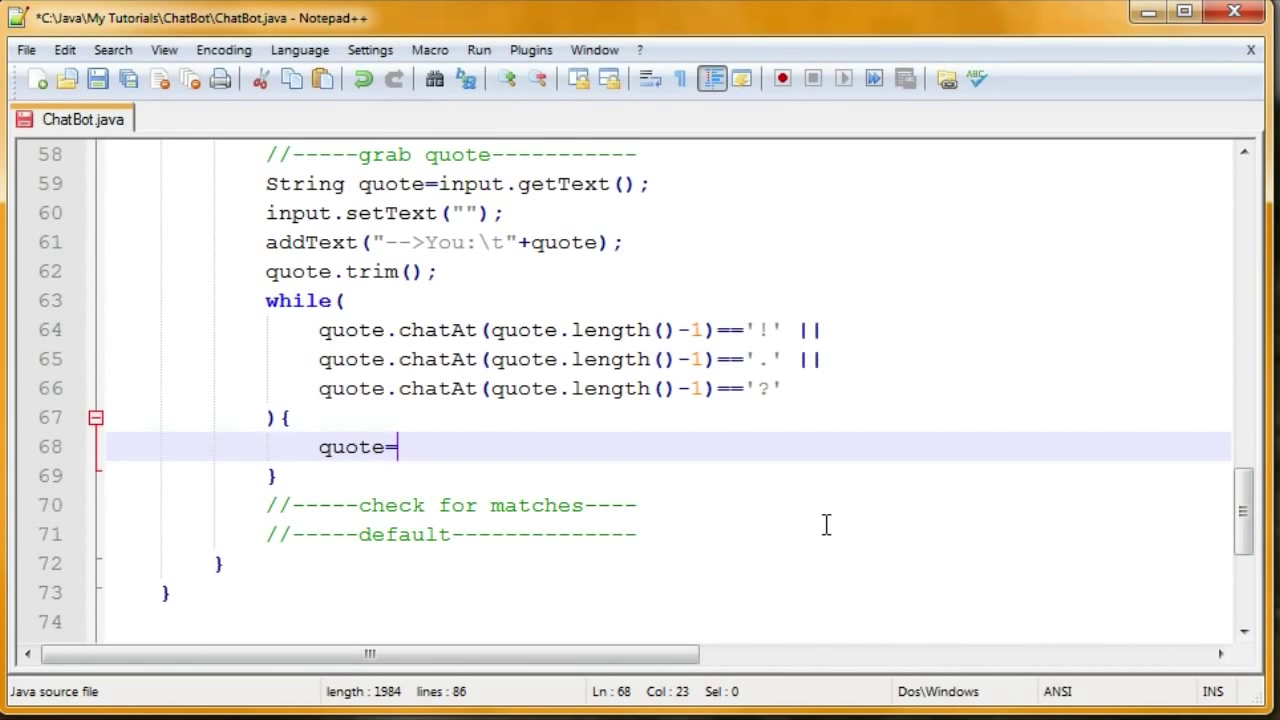 *C:\Java\My Tutorials\ChatBot\ChatBot.java - Notepad++
File Edit Search View Encoding Language Settings Macro Run Plugins Window ? X
ABC
ChatBot.java
58 //-----grab quote-----------
59 String quote=input.getText();
60 input.setText("");
61 addText("-->You:\t"+quote);
62 quote.trim();
63 while(
64 quote.chatAt(quote.length()-1)=='!' ||
65 quote.chatAt(quote.length()-1)=='.' ||
66 quote.chatAt(quote.length()-1)=='?'
67 ){
68 quote=
69 }
70 //-----check for matches----
71 //-----default--------------
72 }
73 }
74
Java source file length : 1984 lines : 86 Ln : 68 Col : 23 Sel : 0 Dos\Windows ANSI INS